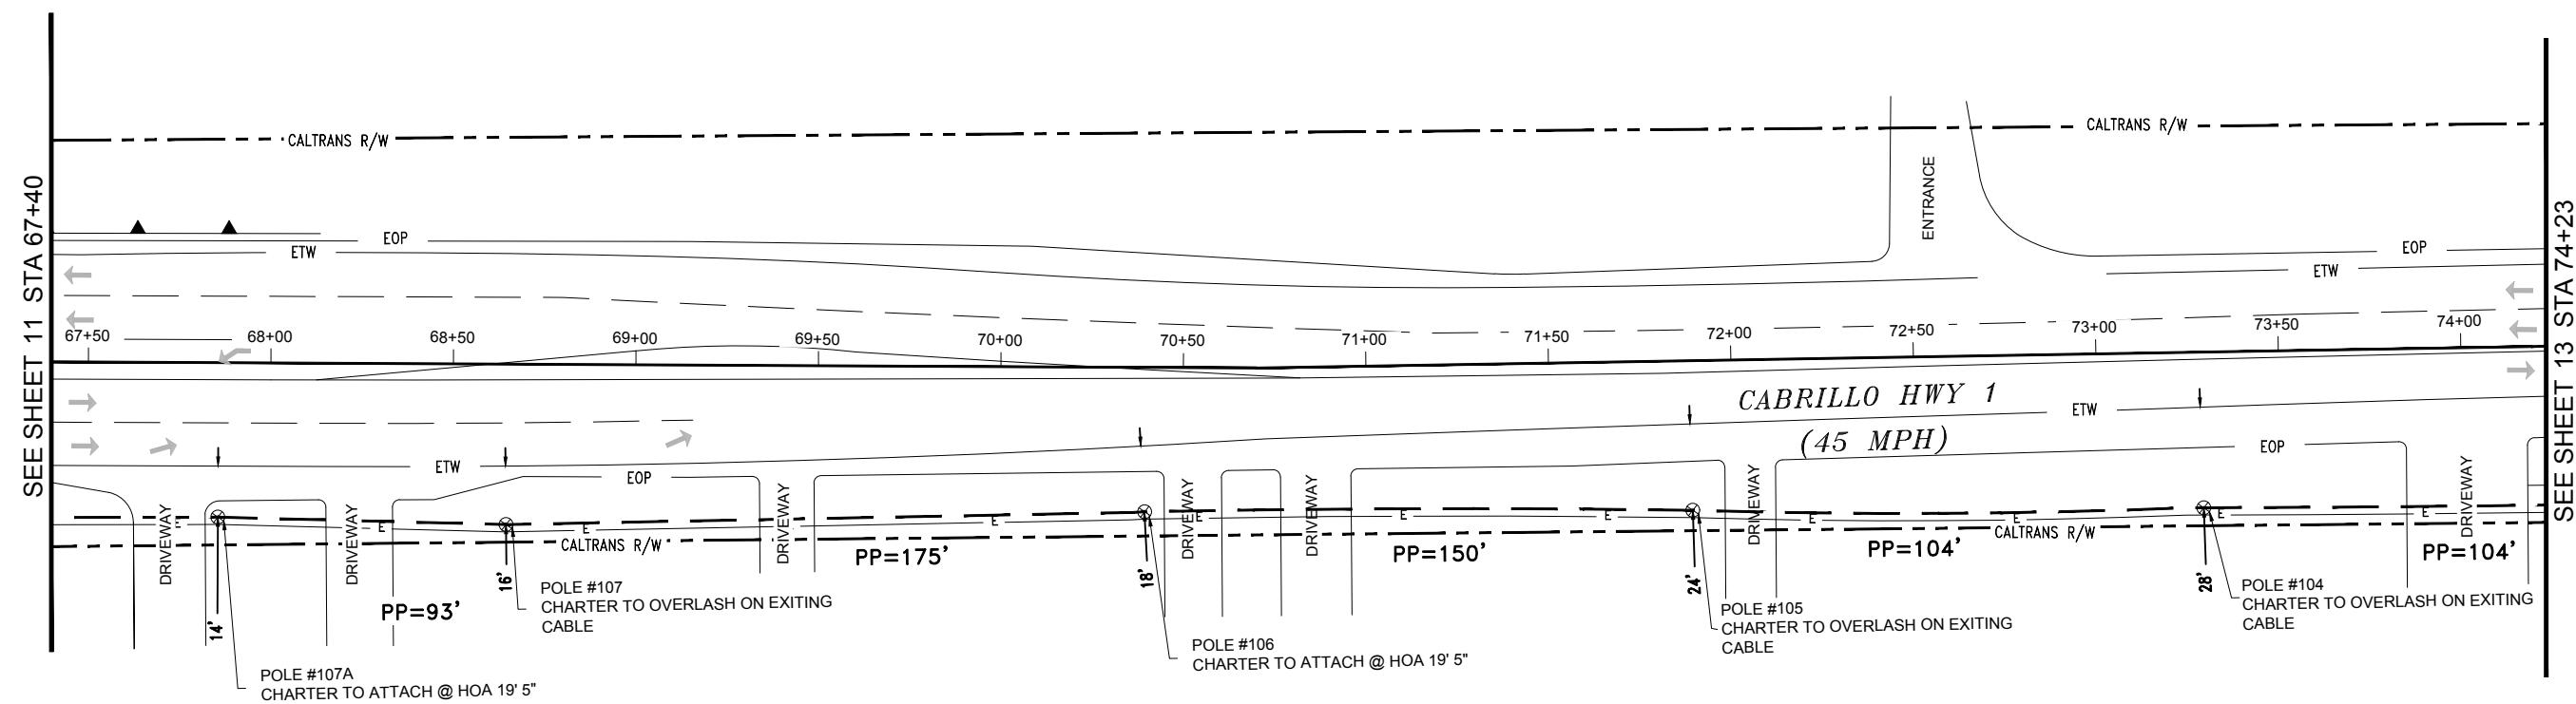 SEE SHEET 11 STA 67+40
CALTRANS R/W
CALTRANS R/W
ENTRANCE
EOP
ETW
EOP
ETW
67+50
68+00
68+50
69+00
69+50
70+00
70+50
71+00
71+50
72+00
72+50
73+00
73+50
74+00
CABRILLO HWY 1
(45 MPH)
ETW
ETW
EOP
EOP
DRIVEWAY
DRIVEWAY
DRIVEWAY
DRIVEWAY
DRIVEWAY
DRIVEWAY
DRIVEWAY
E
E
E
E
E
E
E
E
E
E
E
CALTRANS R/W
CALTRANS R/W
PP=93'
PP=175'
PP=150'
PP=104'
PP=104'
14'
16'
18'
24'
28'
POLE #107A
CHARTER TO ATTACH @ HOA 19' 5"
POLE #107
CHARTER TO OVERLASH ON EXITING
CABLE
POLE #106
CHARTER TO ATTACH @ HOA 19' 5"
POLE #105
CHARTER TO OVERLASH ON EXITING
CABLE
POLE #104
CHARTER TO OVERLASH ON EXITING
CABLE
SEE SHEET 13 STA 74+23